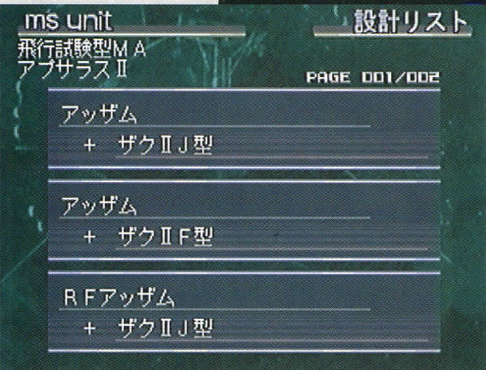 ms unit
設計リスト
飛行試験型MA
アプサラスⅡ
PAGE 001/002
アッザム
+ ザクⅡJ型
アッザム
+ ザクⅡF型
RFアッザム
+ ザクⅡJ型